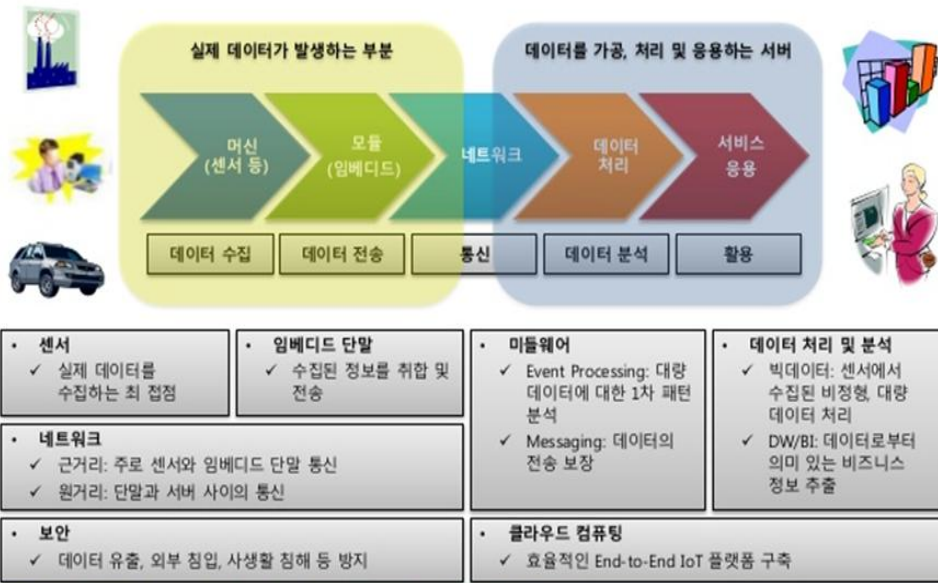 실제 데이터가 발생하는 부분
데이터를 가공, 처리 및 응용하는 서버
머신
(센서 등)
모듈
(임베디드)
네트워크
데이터
처리
서비스
응용
데이터 수집
데이터 전송
통신
데이터 분석
활용
• 센서
✓ 실제 데이터를
수집하는 최 접점
• 임베디드 단말
✓ 수집된 정보를 취합 및
전송
• 네트워크
✓ 근거리: 주로 센서와 임베디드 단말 통신
✓ 원거리: 단말과 서버 사이의 통신
• 보안
✓ 데이터 유출, 외부 침입, 사생활 침해 등 방지
• 미들웨어
✓ Event Processing: 대량
데이터에 대한 1차 패턴
분석
✓ Messaging: 데이터의
전송 보장
• 데이터 처리 및 분석
✓ 빅데이터: 센서에서
수집된 비정형, 대량
데이터 처리
✓ DW/BI: 데이터로부터
의미 있는 비즈니스
정보 추출
• 클라우드 컴퓨팅
✓ 효율적인 End-to-End IoT 플랫폼 구축